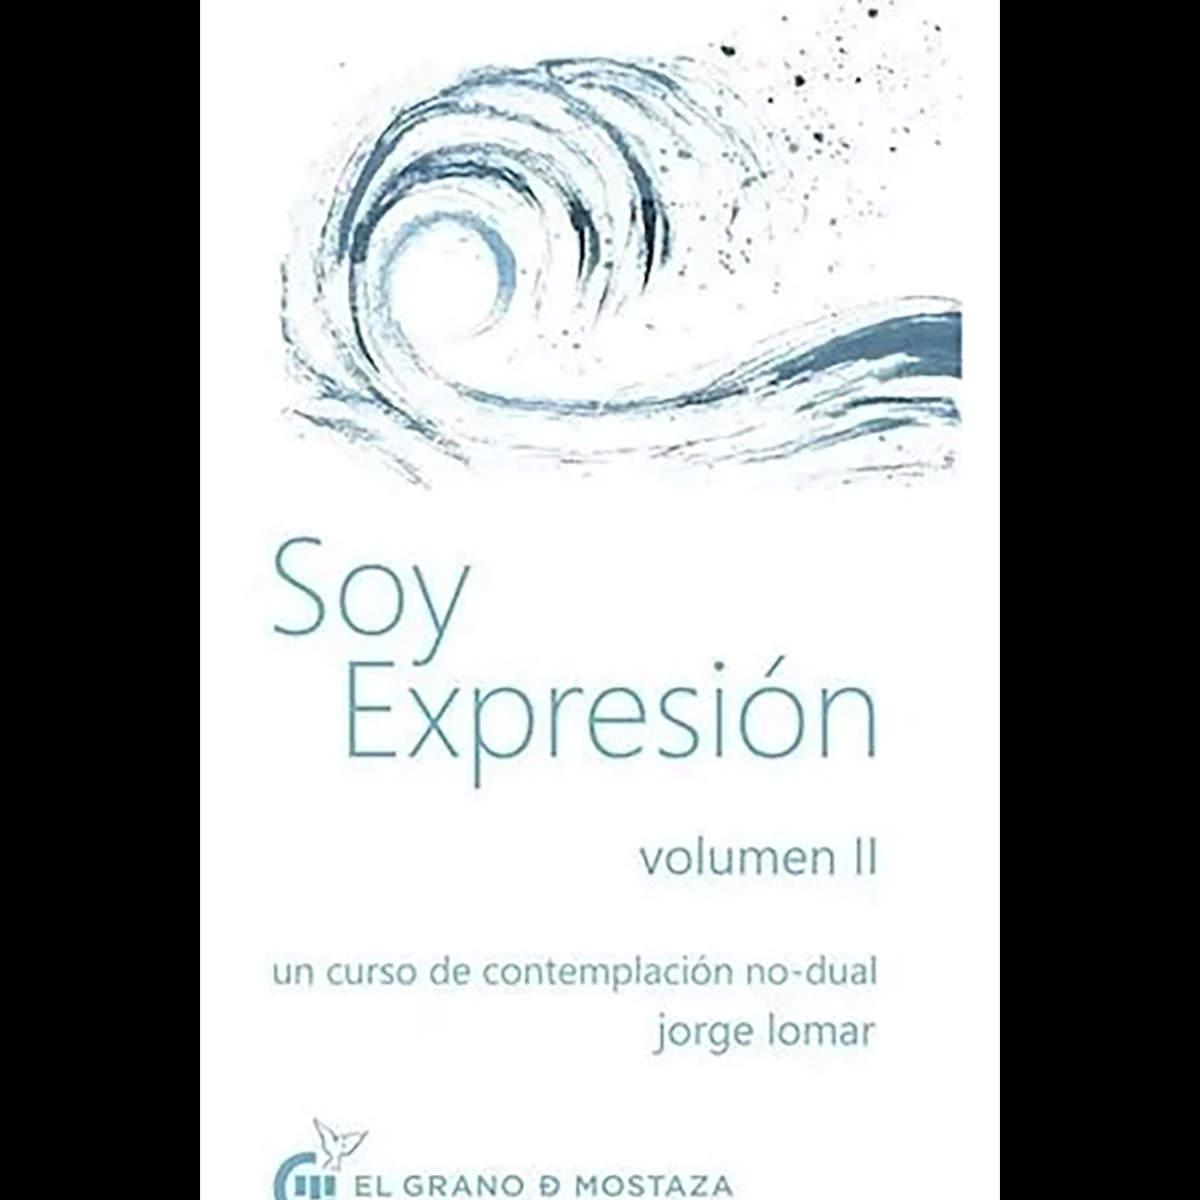 Soy
Expresión
volumen II
un curso de contemplación no-dual
jorge lomar
EL GRANO Đ MOSTAZA